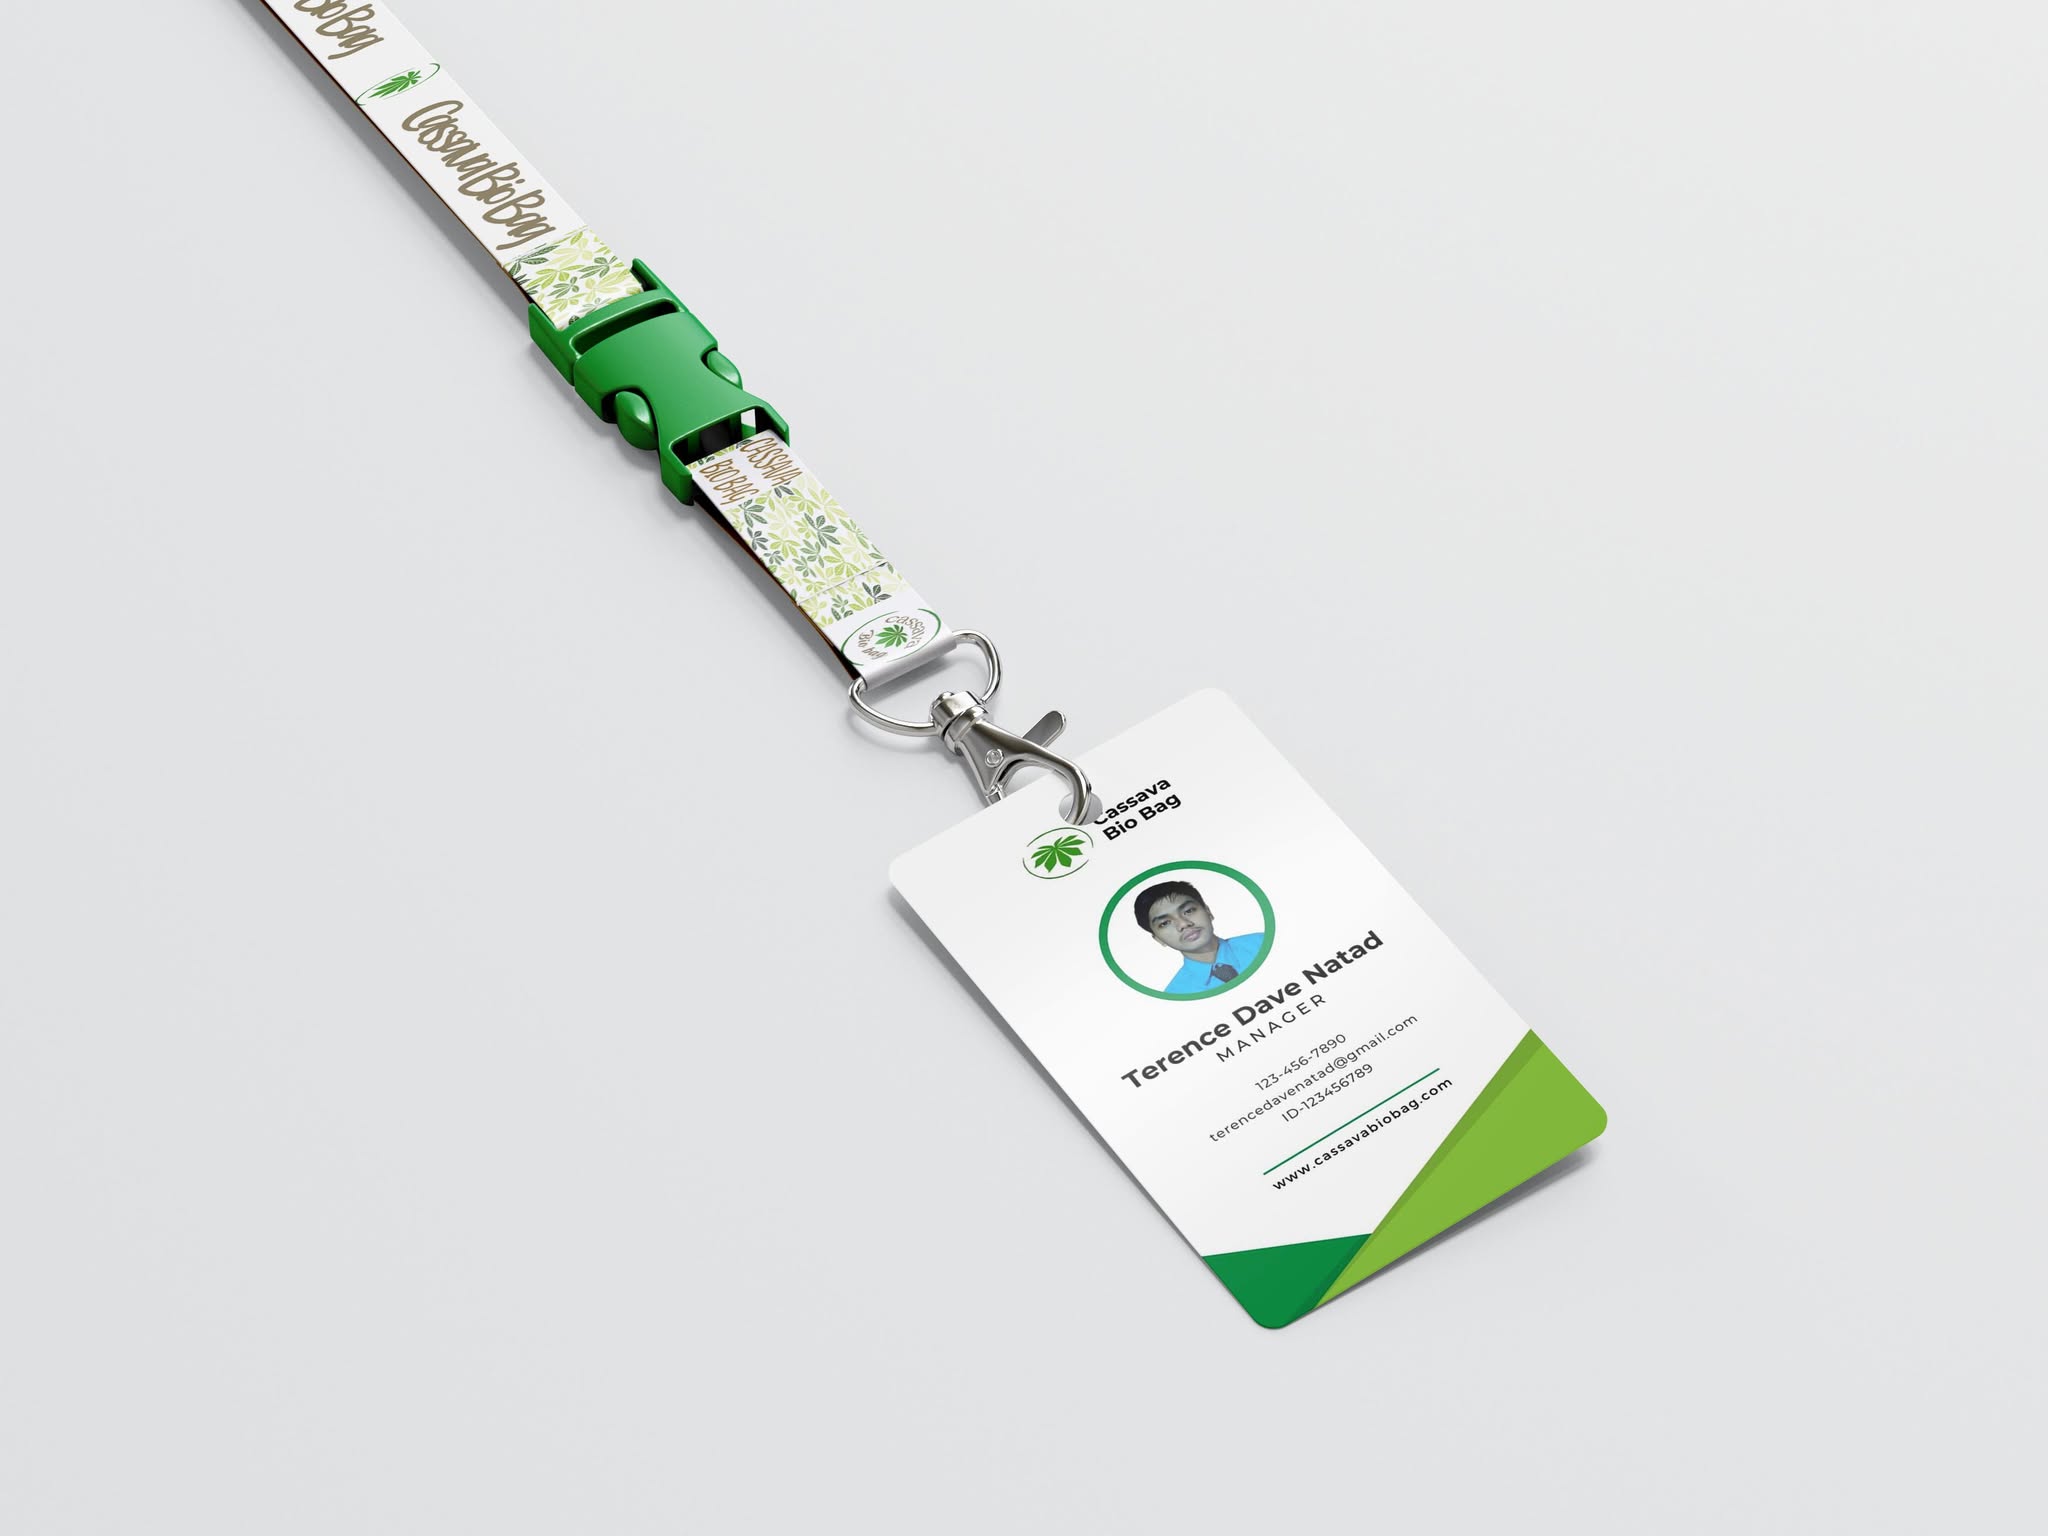 BioBag
CassavaBioBag
CASSAVA
BIO BAG
cassava
Bio bag
Cassava
Bio Bag
Terence Dave Natad
MANAGER
123-456-7890
terencedavenatad@gmail.com
ID-123456789
www.cassavabiobag.com